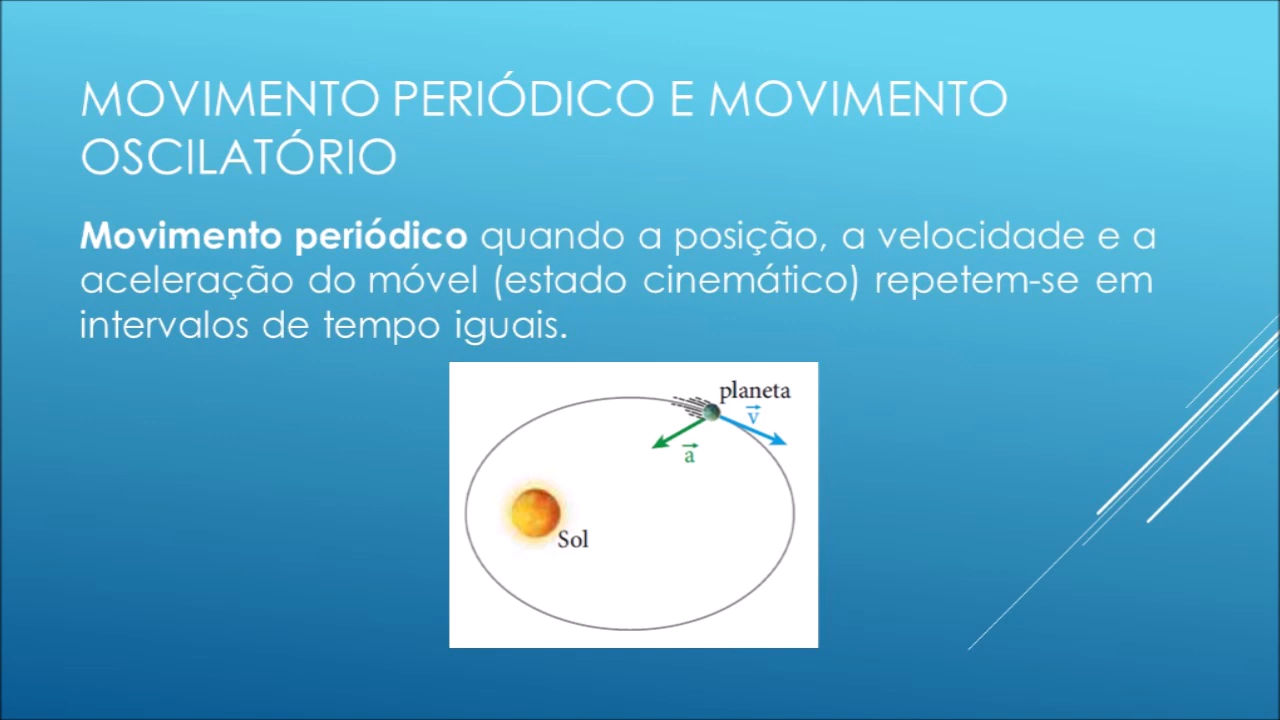 MOVIMENTO PERIÓDICO E MOVIMENTO
OSCILATÓRIO
Movimento periódico quando a posição, a velocidade e a
aceleração do móvel (estado cinemático) repetem-se em
intervalos de tempo iguais.
planeta
v
a
Sol